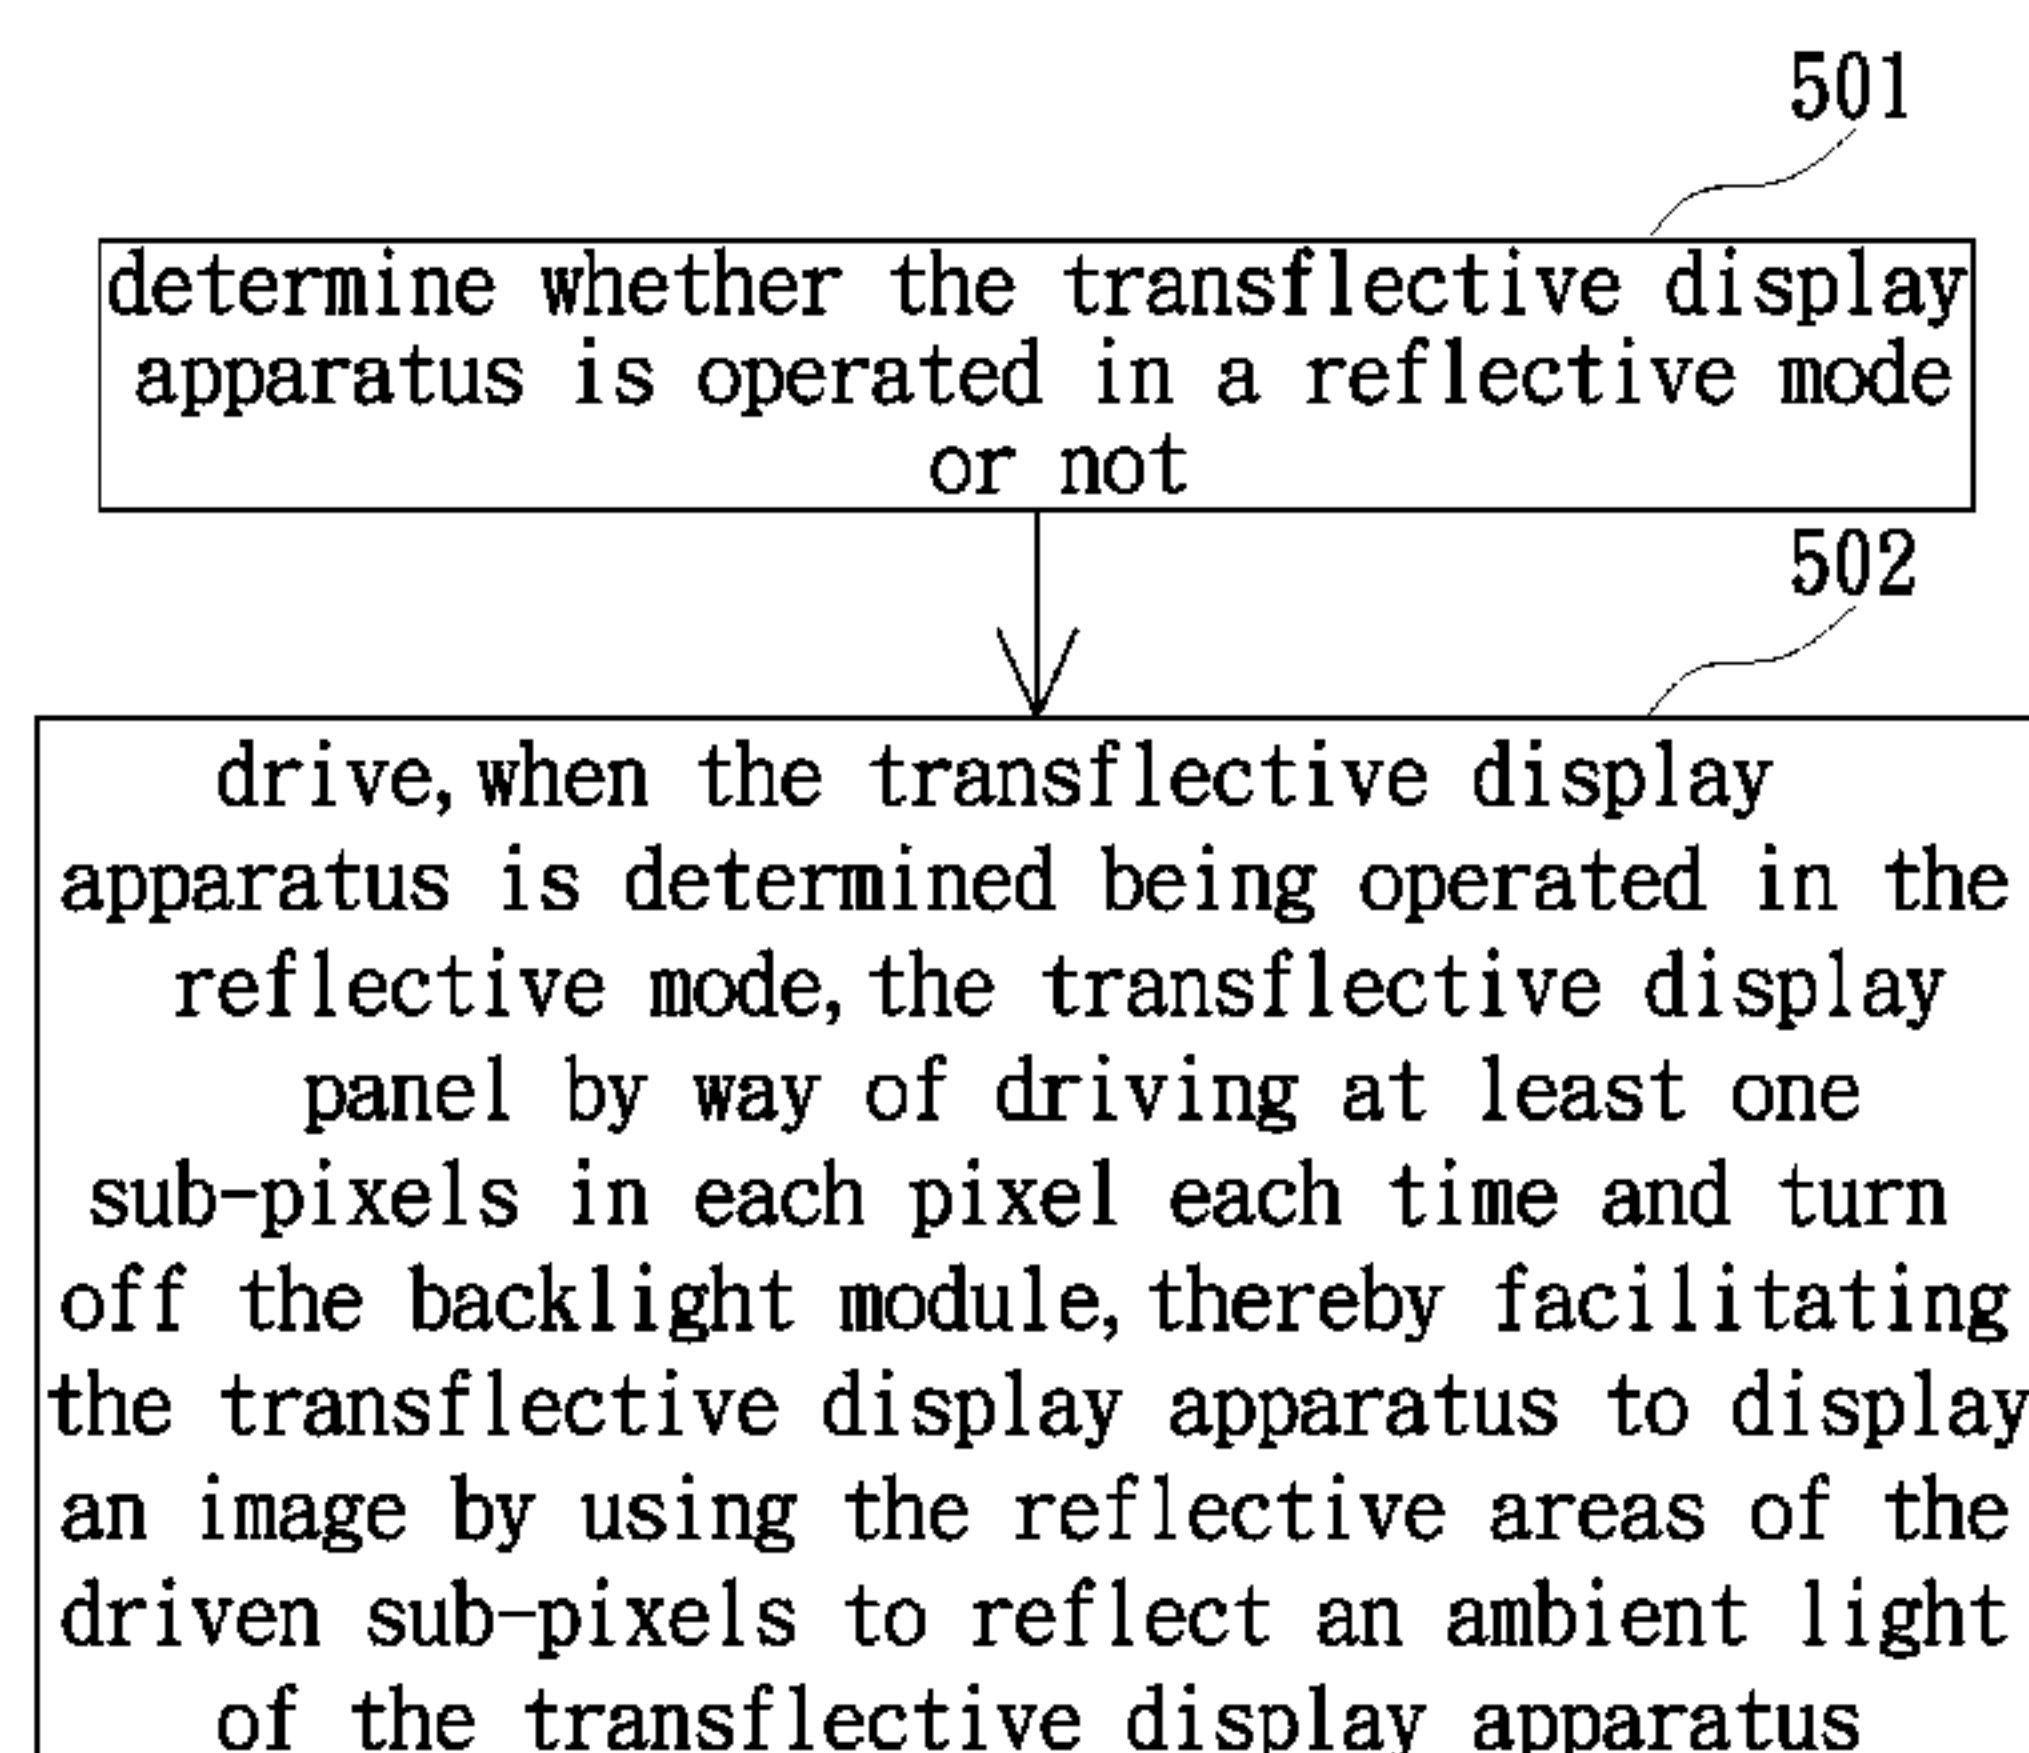 501
determine whether the transflective display
apparatus is operated in a reflective mode
or not
502
drive, when the transflective display
apparatus is determined being operated in the
reflective mode, the transflective display
panel by way of driving at least one
sub-pixels in each pixel each time and turn
off the backlight module, thereby facilitating
the transflective display apparatus to display
an image by using the reflective areas of the
driven sub-pixels to reflect an ambient light
of the transflective display apparatus